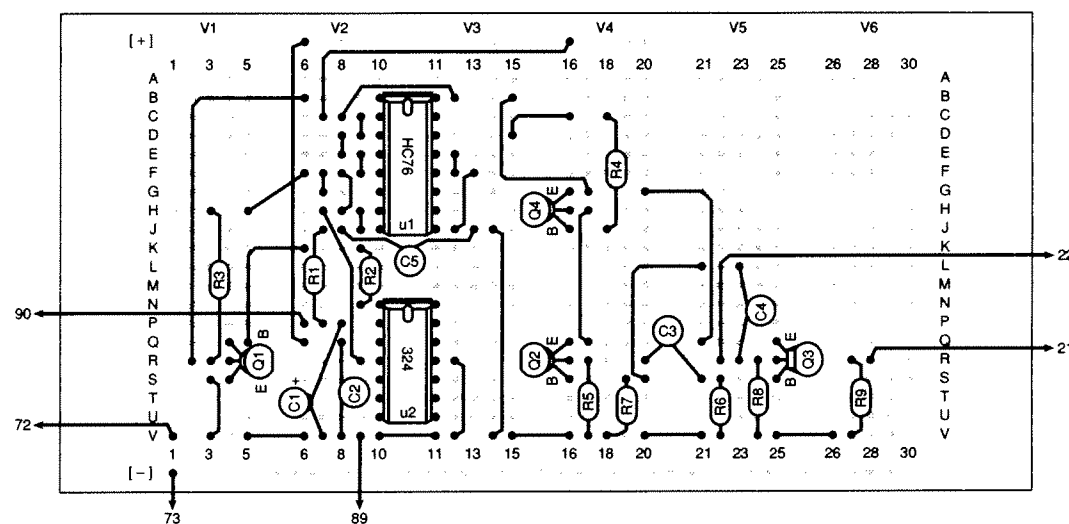 V1 V2 V3 V4 V5 V6
[+]
1 3 5 6 8 10 11 13 15 16 18 20 21 23 25 26 28 30
A A
B B
C C
D D
E E
F F
G G
H H
J J
K K
L L
M M
N N
P P
Q Q
R R
S S
T T
U U
V V
HC76
u1
R4
E
Q4
B
C5
R3
R1
R2
22
90
C4
C3
324
u2
B
Q1
E
E
Q2
B
E
Q3
B
21
C1
+
C2
R5
R7
R6
R8
R9
72
1 3 5 6 8 10 11 13 15 16 18 20 21 23 25 26 28 30
[-]
73 89